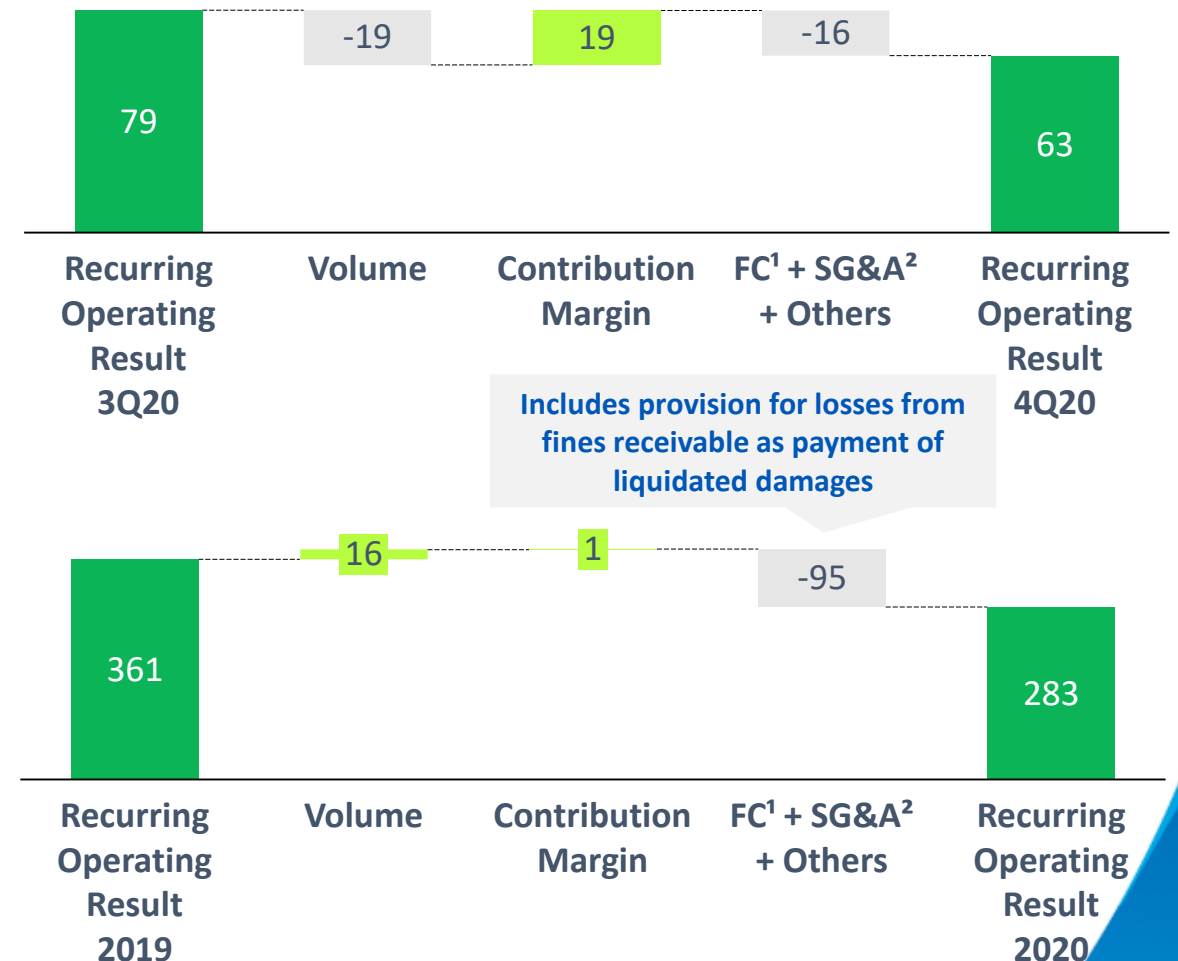 -19
19
-16
79
63
Recurring
Operating
Result
3Q20
Volume
Contribution
Margin
FC¹ + SG&A²
+ Others
Recurring
Operating
Result
4Q20
Includes provision for losses from
fines receivable as payment of
liquidated damages
16
1
-95
361
283
Recurring
Operating
Result
2019
Volume
Contribution
Margin
FC¹ + SG&A²
+ Others
Recurring
Operating
Result
2020